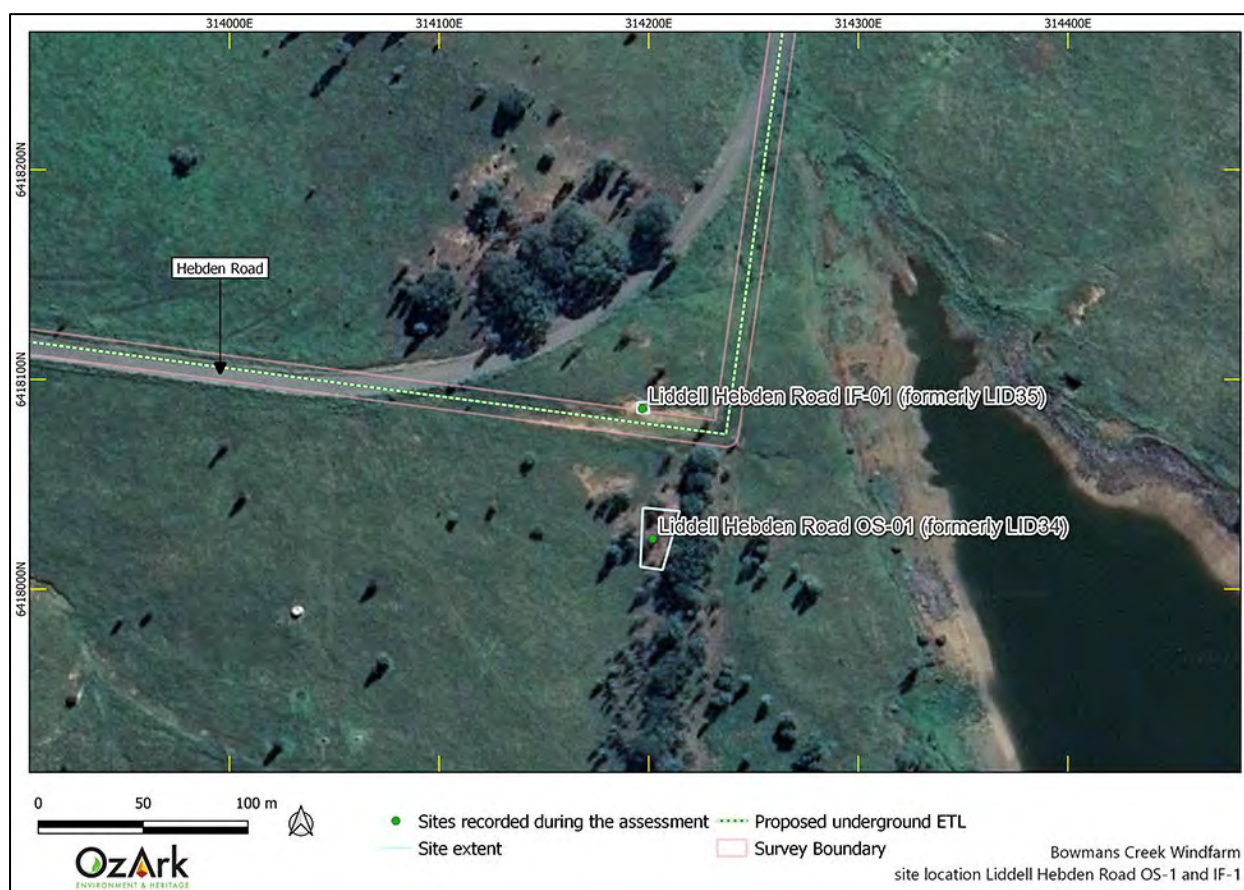 314000E
314100E
314200E
314300E
314400E
6418200N
Hebden Road
6418100N
Liddell Hebden Road IF-01 (formerly LID35)
Liddell Hebden Road OS-01 (formerly LID34)
6418000N
0 50 100 m
Sites recorded during the assessment
Proposed underground ETL
Site extent
Survey Boundary
OzArk
ENVIRONMENT & HERITAGE
Bowmans Creek Windfarm
site location Liddell Hebden Road OS-1 and IF-1